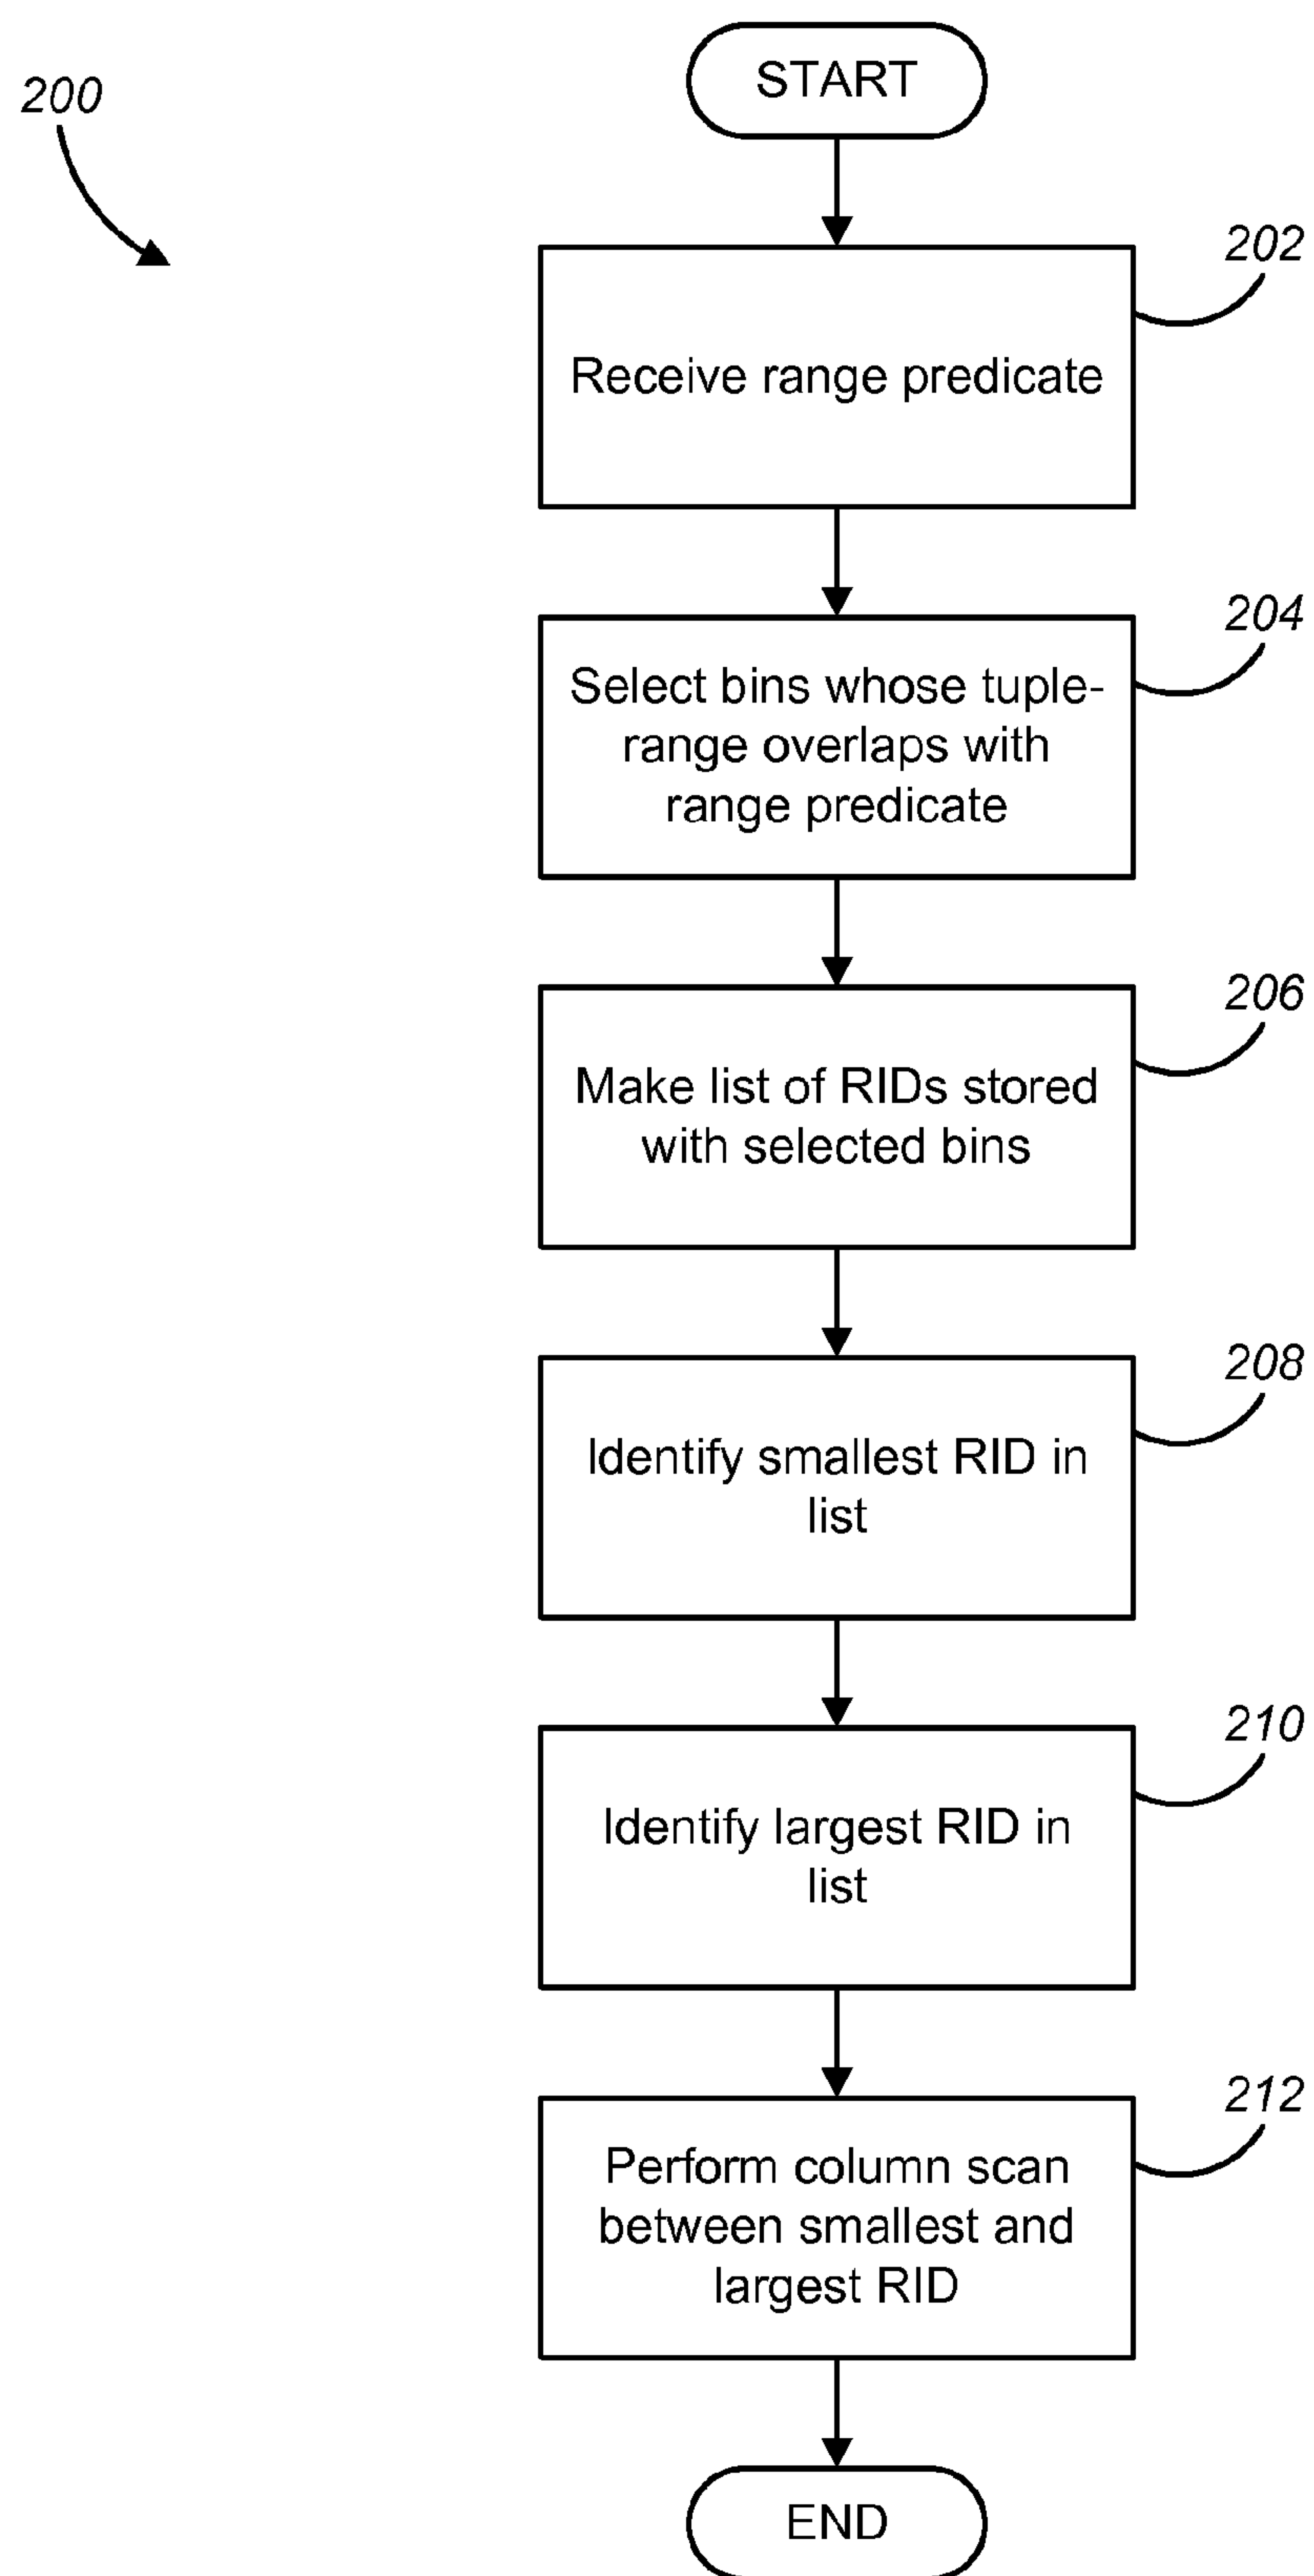 200
START
202
Receive range predicate
204
Select bins whose tuple-
range overlaps with
range predicate
206
Make list of RIDs stored
with selected bins
208
Identify smallest RID in
list
210
Identify largest RID in
list
212
Perform column scan
between smallest and
largest RID
END